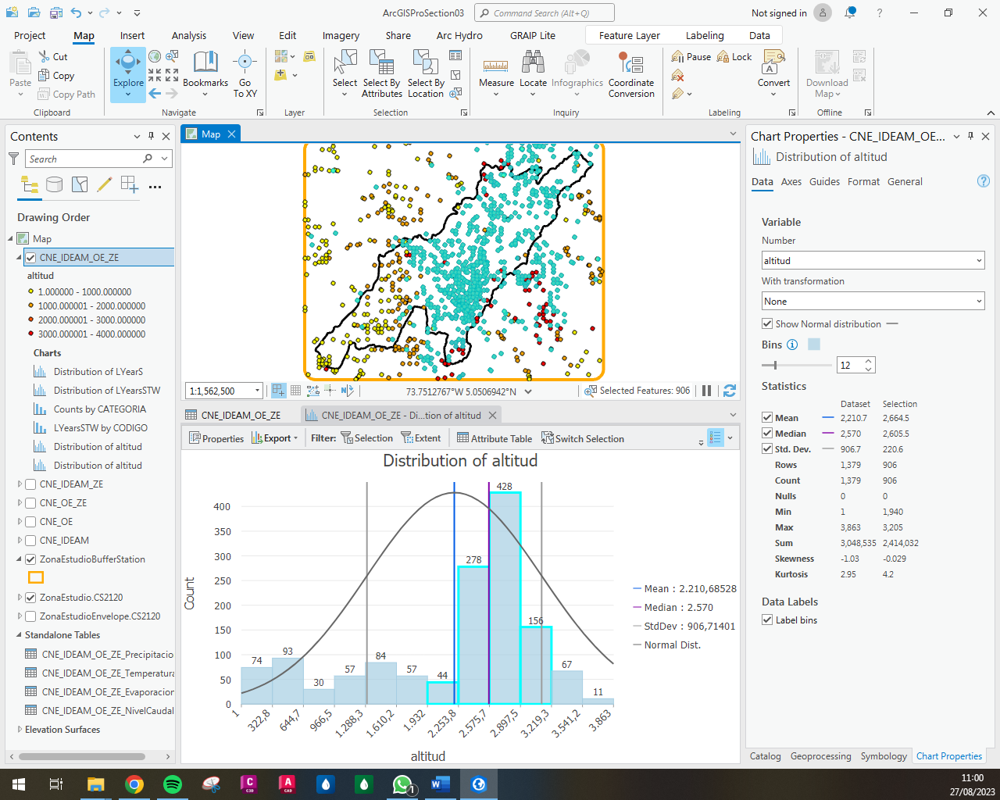 ArcGISProSection03
Command Search (Alt+Q)
Not signed in
?
Project
Map
Insert
Analysis
View
Edit
Imagery
Share
Arc Hydro
GRAIP Lite
Feature Layer
Labeling
Data
Paste
Cut
Copy
Copy Path
Clipboard
Explore
Bookmarks
Go
To XY
Navigate
Layer
Select
Select By
Attributes
Select By
Location
Selection
Measure
Locate
Infographics
Coordinate
Conversion
Inquiry
Pause
Lock
Convert
Labeling
Download
Map
Offline
Contents
Search
Drawing Order
Map
CNE_IDEAM_OE_ZE
altitud
1.000000 - 1000.000000
1000.000001 - 2000.000000
2000.000001 - 3000.000000
3000.000001 - 4000.000000
Charts
Distribution of LYearS
Distribution of LYearsSTW
Counts by CATEGORIA
LYearsSTW by CODIGO
Distribution of altitud
Distribution of altitud
CNE_IDEAM_ZE
CNE_OE_ZE
CNE_OE
CNE_IDEAM
ZonaEstudioBufferStation
ZonaEstudio.CS2120
ZonaEstudioEnvelope.CS2120
Standalone Tables
CNE_IDEAM_OE_ZE_Precipitacio
CNE_IDEAM_OE_ZE_Temperatura
CNE_IDEAM_OE_ZE_Evaporacion
CNE_IDEAM_OE_ZE_NivelCaudal
Elevation Surfaces
Map
1:1,562,500
73.7512767°W 5.0506942°N
Selected Features: 906
CNE_IDEAM_OE_ZE
CNE_IDEAM_OE_ZE - Di...tion of altitud
Properties
Export
Filter:
Selection
Extent
Attribute Table
Switch Selection
Distribution of altitud
Count
400
350
300
250
200
150
100
50
0
74
93
30
57
84
57
44
278
428
156
67
11
1
322,8
644,7
966,5
1.288,3
1.610,2
1.932
2.253,8
2.575,7
2.897,5
3.219,3
3.541,2
3.863
altitud
Mean : 2.210,68528
Median : 2.570
StdDev : 906,71401
Normal Dist.
Chart Properties - CNE_IDEAM_OE...
Distribution of altitud
Data
Axes
Guides
Format
General
?
Variable
Number
altitud
With transformation
None
Show Normal distribution
Bins
12
Statistics
Dataset Selection
Mean 2,210.7 2,664.5
Median 2,570 2,605.5
Std. Dev. 906.7 220.6
Rows 1,379 906
Count 1,379 906
Nulls 0 0
Min 1 1,940
Max 3,863 3,205
Sum 3,048,535 2,414,032
Skewness -1.03 -0.029
Kurtosis 2.95 4.2
Data Labels
Label bins
Catalog
Geoprocessing
Symbology
Chart Properties
C
C3D
A
CAD
1
W
11:00
27/08/2023